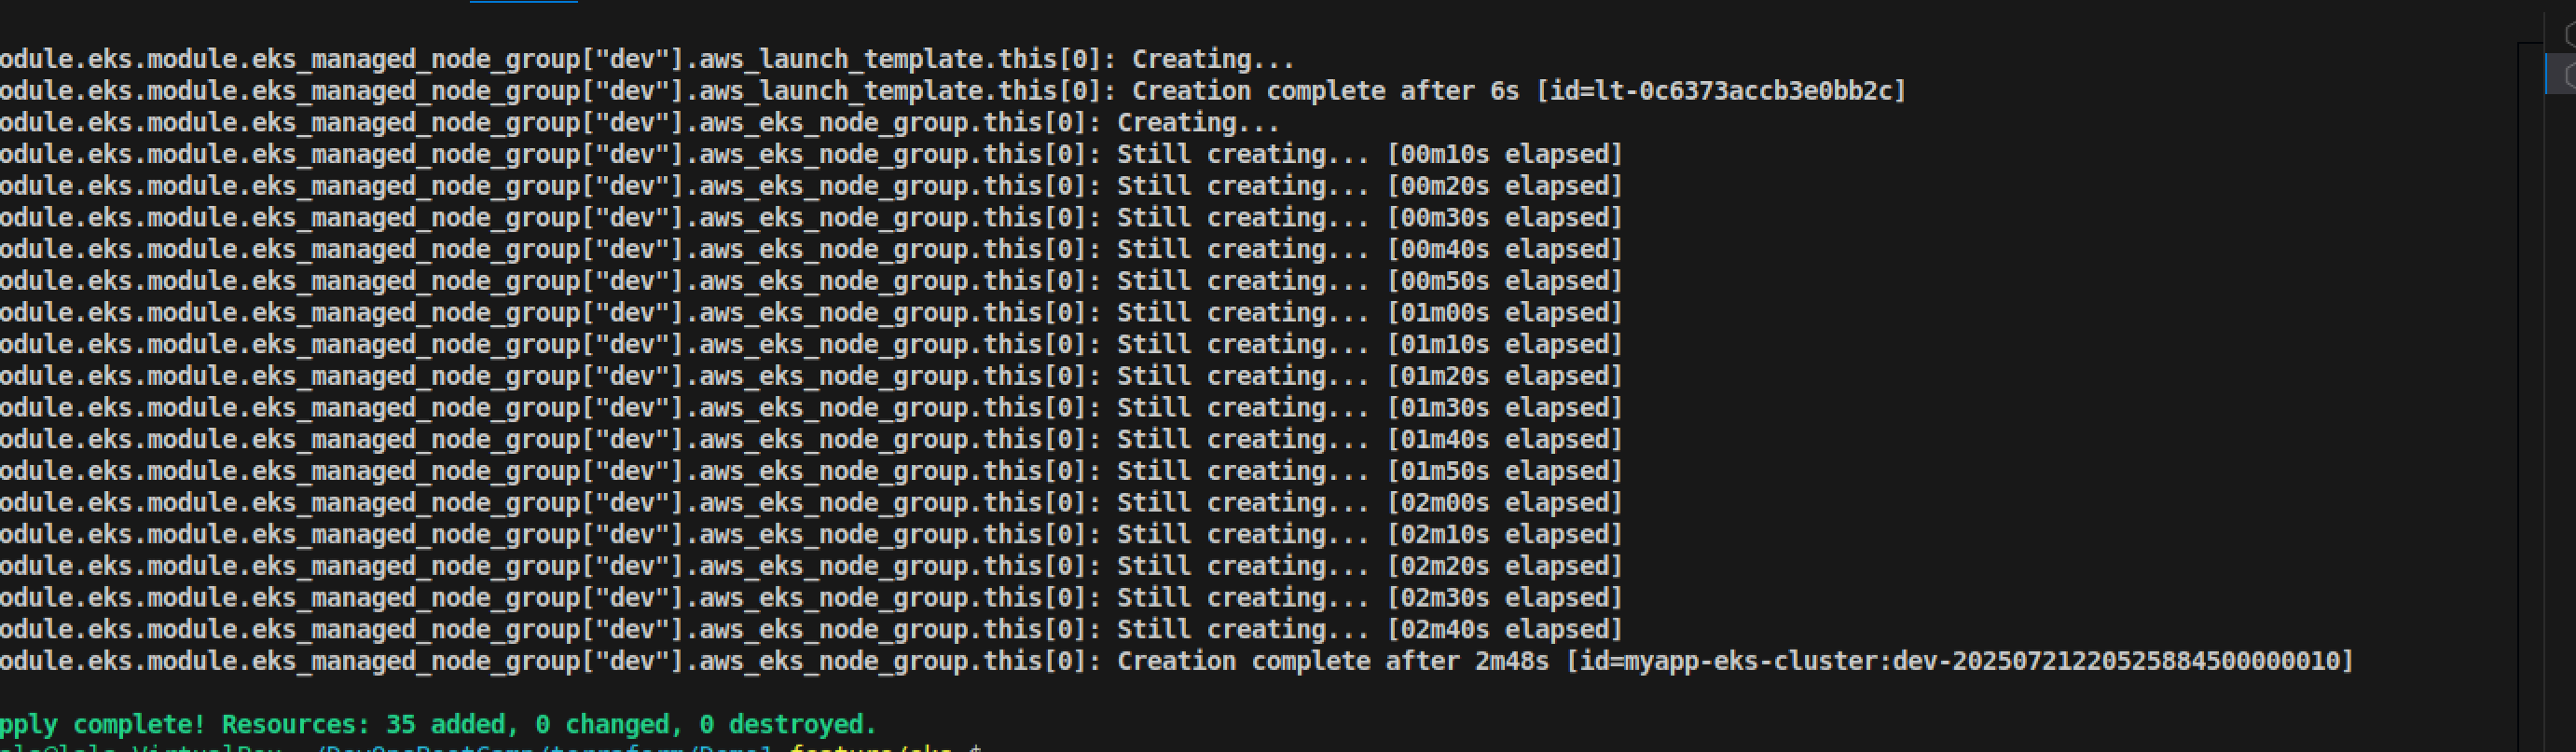 odule.eks.module.eks_managed_node_group["dev"].aws_launch_template.this[0]: Creating...
odule.eks.module.eks_managed_node_group["dev"].aws_launch_template.this[0]: Creation complete after 6s [id=lt-0c6373accb3e0bb2c]
odule.eks.module.eks_managed_node_group["dev"].aws_eks_node_group.this[0]: Creating...
odule.eks.module.eks_managed_node_group["dev"].aws_eks_node_group.this[0]: Still creating... [00m10s elapsed]
odule.eks.module.eks_managed_node_group["dev"].aws_eks_node_group.this[0]: Still creating... [00m20s elapsed]
odule.eks.module.eks_managed_node_group["dev"].aws_eks_node_group.this[0]: Still creating... [00m30s elapsed]
odule.eks.module.eks_managed_node_group["dev"].aws_eks_node_group.this[0]: Still creating... [00m40s elapsed]
odule.eks.module.eks_managed_node_group["dev"].aws_eks_node_group.this[0]: Still creating... [00m50s elapsed]
odule.eks.module.eks_managed_node_group["dev"].aws_eks_node_group.this[0]: Still creating... [01m00s elapsed]
odule.eks.module.eks_managed_node_group["dev"].aws_eks_node_group.this[0]: Still creating... [01m10s elapsed]
odule.eks.module.eks_managed_node_group["dev"].aws_eks_node_group.this[0]: Still creating... [01m20s elapsed]
odule.eks.module.eks_managed_node_group["dev"].aws_eks_node_group.this[0]: Still creating... [01m30s elapsed]
odule.eks.module.eks_managed_node_group["dev"].aws_eks_node_group.this[0]: Still creating... [01m40s elapsed]
odule.eks.module.eks_managed_node_group["dev"].aws_eks_node_group.this[0]: Still creating... [01m50s elapsed]
odule.eks.module.eks_managed_node_group["dev"].aws_eks_node_group.this[0]: Still creating... [02m00s elapsed]
odule.eks.module.eks_managed_node_group["dev"].aws_eks_node_group.this[0]: Still creating... [02m10s elapsed]
odule.eks.module.eks_managed_node_group["dev"].aws_eks_node_group.this[0]: Still creating... [02m20s elapsed]
odule.eks.module.eks_managed_node_group["dev"].aws_eks_node_group.this[0]: Still creating... [02m30s elapsed]
odule.eks.module.eks_managed_node_group["dev"].aws_eks_node_group.this[0]: Still creating... [02m40s elapsed]
odule.eks.module.eks_managed_node_group["dev"].aws_eks_node_group.this[0]: Creation complete after 2m48s [id=myapp-eks-cluster:dev-20250721220525884500000010]
pply complete! Resources: 35 added, 0 changed, 0 destroyed.